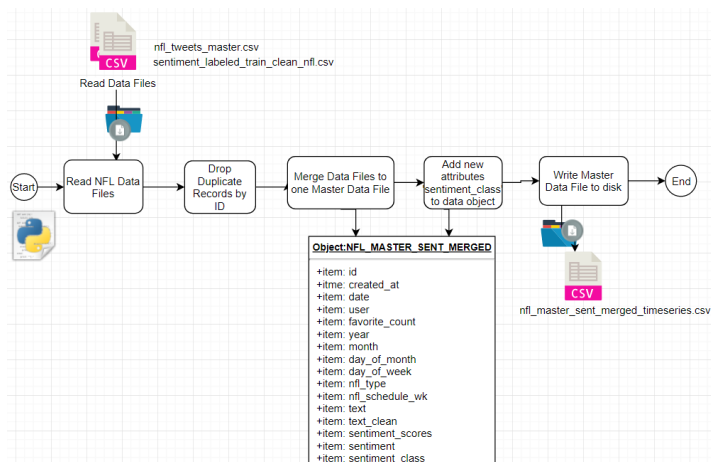 nfl_tweets_master.csv
sentiment_labeled_train_clean_nfl.csv
CSV
Read Data Files
Start
Read NFL Data
Files
Drop
Duplicate
Records by
ID
Merge Data Files to
one Master Data File
Add new
attributes
sentiment_class
to data object
Write Master
Data File to disk
End
CSV
nfl_master_sent_merged_timeseries.csv
Object:NFL_MASTER_SENT_MERGED
+item: id
+itme: created_at
+item: date
+item: user
+item: favorite_count
+item: year
+item: month
+item: day_of_month
+item: day_of_week
+item: nfl_type
+item: nfl_schedule_wk
+item: text
+item: text_clean
+item: sentiment_scores
+item: sentiment
+item: sentiment_class